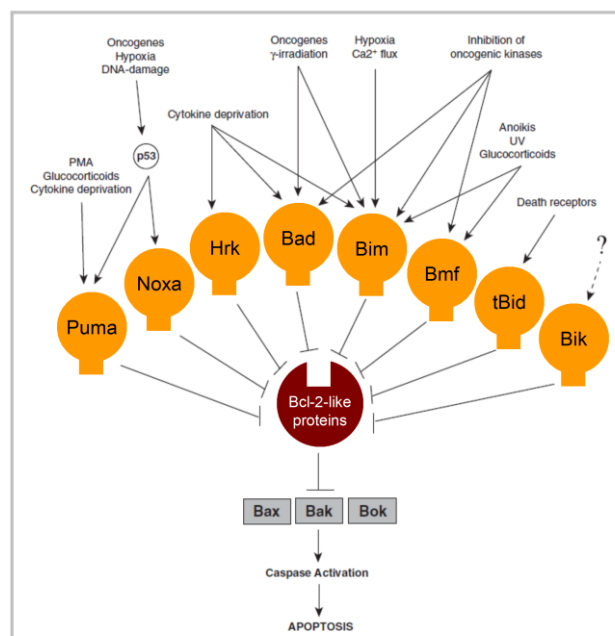 Oncogenes
Hypoxia
DNA-damage
Oncogenes
γ-irradiation
Hypoxia
Ca2⁺ flux
Inhibition of
oncogenic kinases
Cytokine deprivation
p53
PMA
Glucocorticoids
Cytokine deprivation
Anoikis
UV
Glucocorticoids
Death receptors
?
Puma
Noxa
Hrk
Bad
Bim
Bmf
tBid
Bik
Bcl-2-like
proteins
Bax
Bak
Bok
Caspase Activation
APOPTOSIS